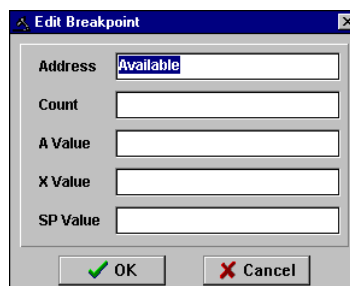 Edit Breakpoint
Address Available
Count
A Value
X Value
SP Value
OK Cancel